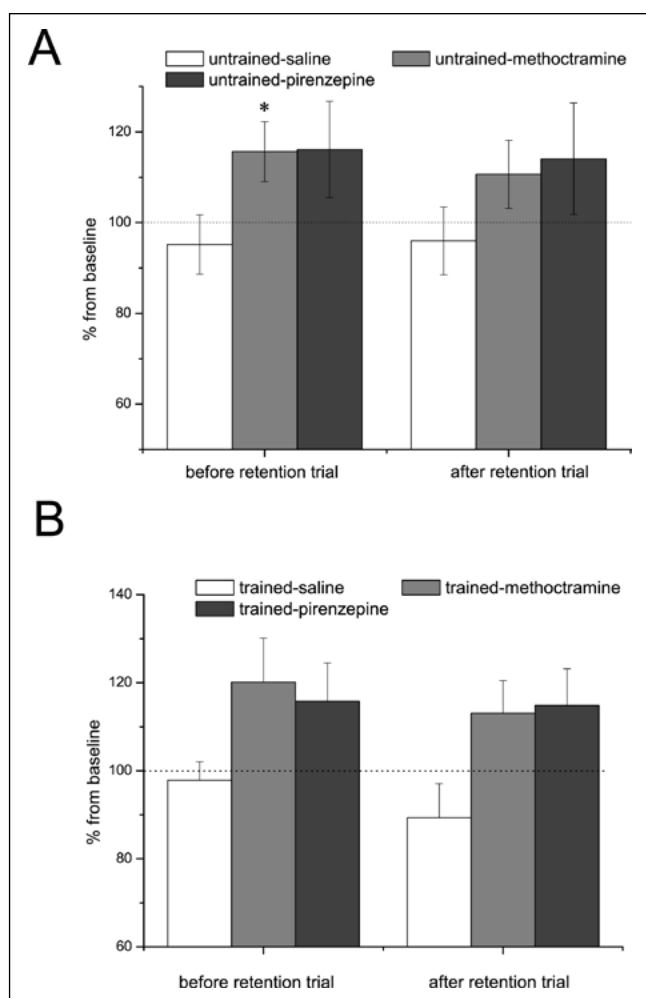 A
untrained-saline untrained-methoctramine
untrained-pirenzepine
120
*
100
80
60
% from baseline
before retention trial after retention trial
B
140
trained-saline trained-methoctramine
trained-pirenzepine
120
100
80
60
% from baseline
before retention trial after retention trial